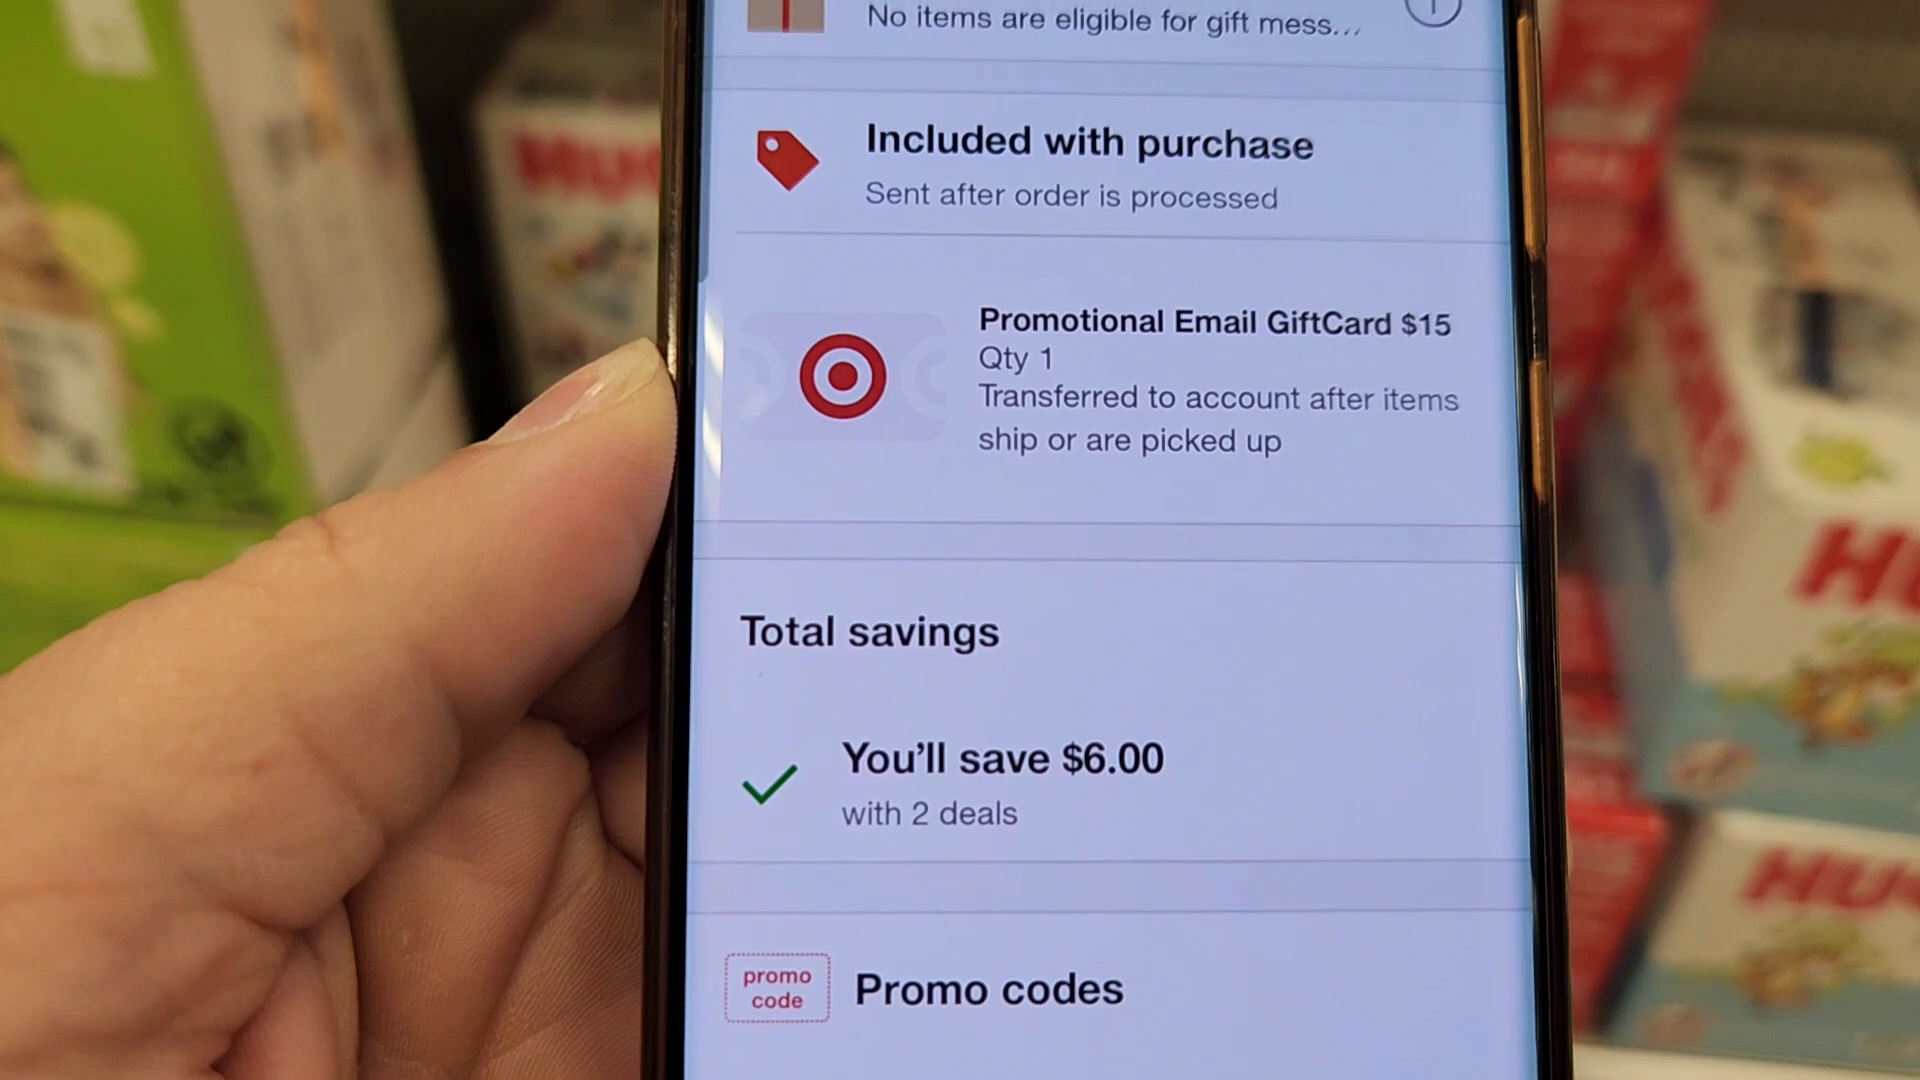 No items are eligible for gift mess...
Included with purchase
Sent after order is processed
Promotional Email GiftCard $15
Qty 1
Transferred to account after items
ship or are picked up
Total savings
You'll save $6.00
with 2 deals
promo
code
Promo codes